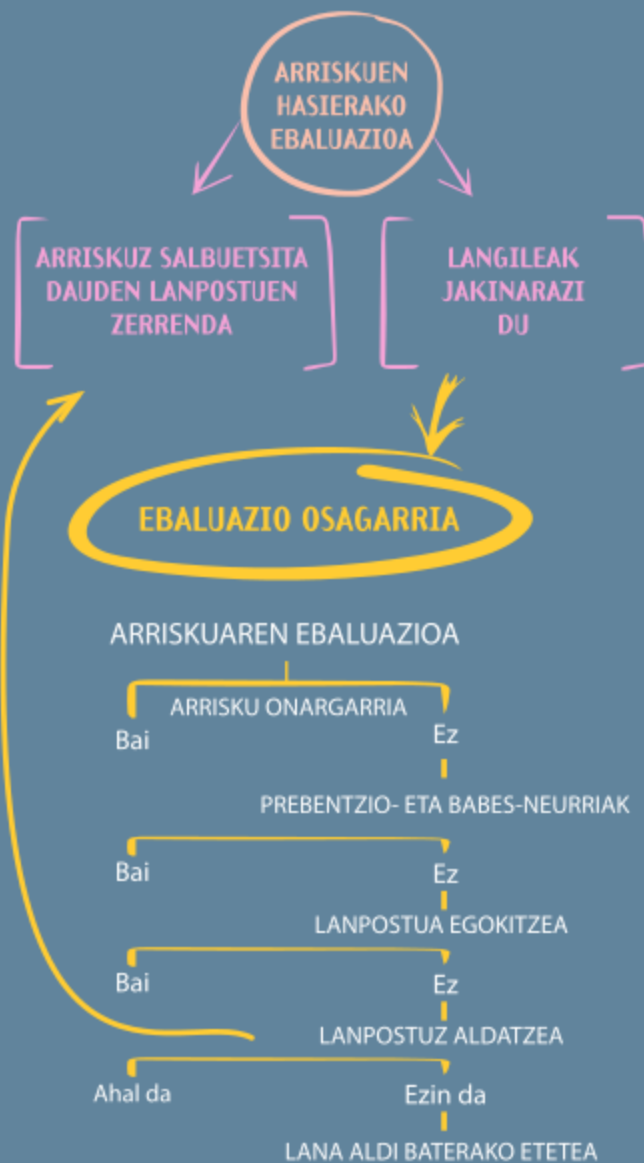 ARRISKUEN
HASIERAKO
EBALUAZIOA
ARRISKUZ SALBUETSITA
DAUDEN LANPOSTUEN
ZERRENDA
LANGILEAK
JAKINARAZI
DU
EBALUAZIO OSAGARRIA
ARRISKUAREN EBALUAZIOA
ARRISKU ONARGARRIA
Bai
Ez
PREBENTZIO- ETA BABES-NEURRIAK
Bai
Ez
LANPOSTUA EGOKITZEA
Bai
Ez
LANPOSTUZ ALDATZEA
Ahal da
Ezin da
LANA ALDI BATERAKO ETETEA